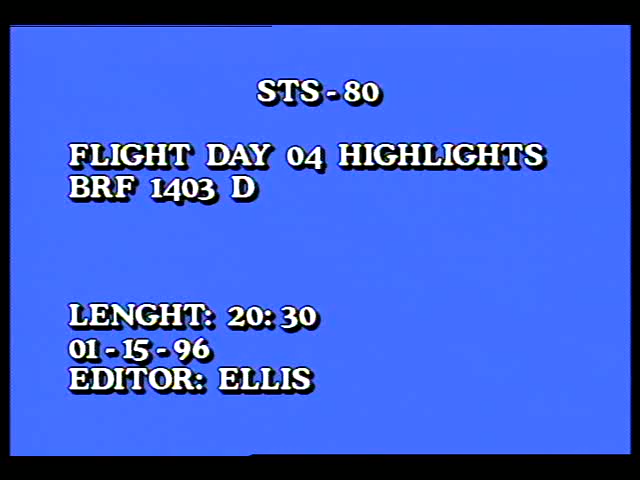 STS - 80
FLIGHT DAY 04 HIGHLIGHTS
BRF 1403 D
LENGHT: 20: 30
01 - 15 - 96
EDITOR: ELLIS